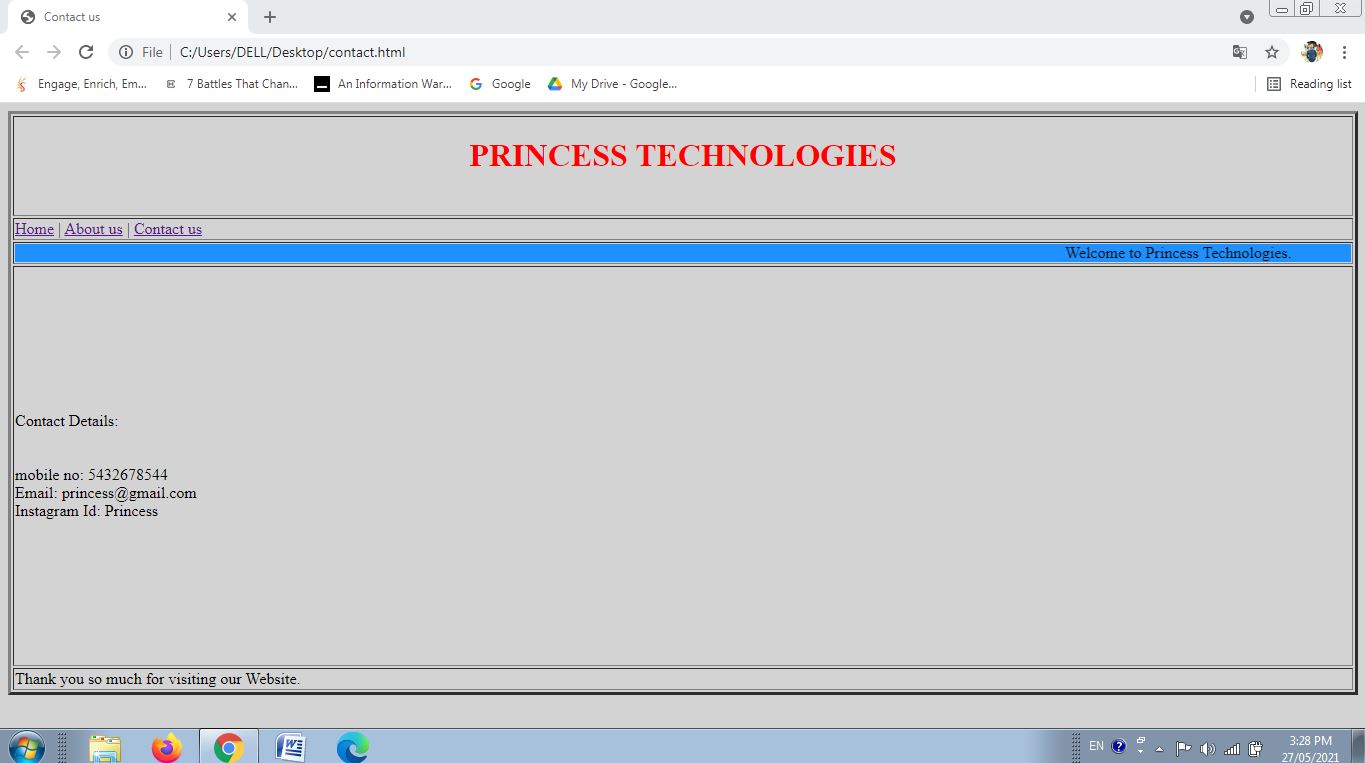 Contact us
File
C:/Users/DELL/Desktop/contact.html
Engage, Enrich, Em...
7 Battles That Chan...
An Information War...
Google
My Drive - Google...
Reading list
PRINCESS TECHNOLOGIES
Home | About us | Contact us
Welcome to Princess Technologies.
Contact Details:
mobile no: 5432678544
Email: princess@gmail.com
Instagram Id: Princess
Thank you so much for visiting our Website.
EN
3:28 PM
27/05/2021